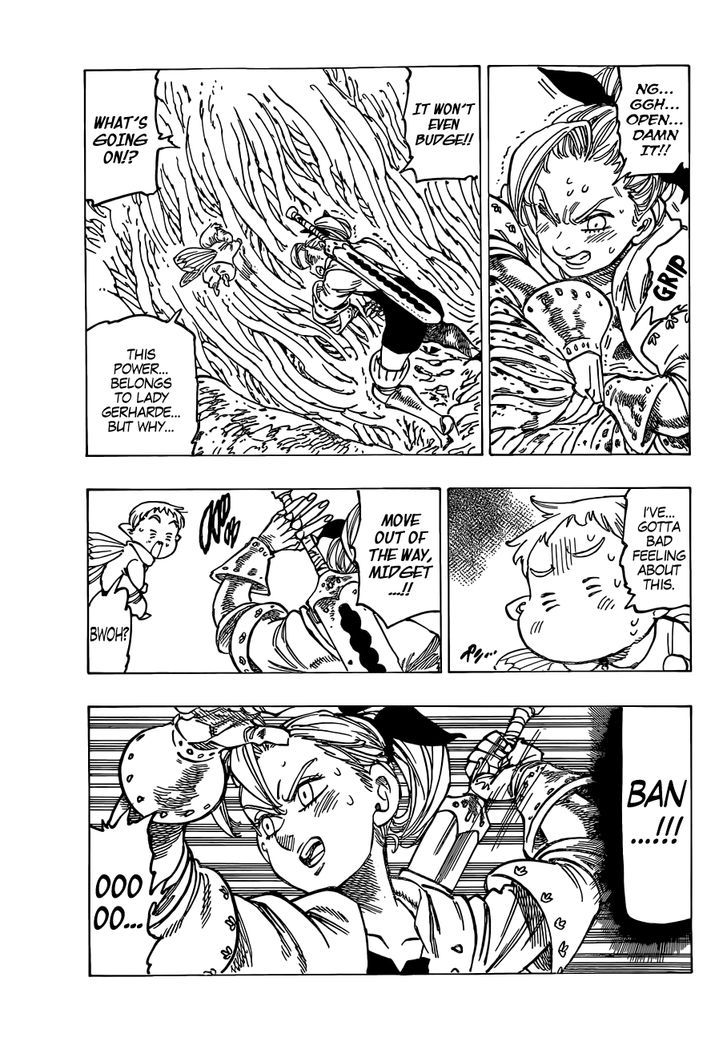 NG...
GGH...
OPEN...
DAMN
IT!!
GRIP
IT WON'T
EVEN
BUDGE!!
WHAT'S
GOING
ON!?
THIS
POWER...
BELONGS
TO LADY
GERHARDE...
BUT WHY...
I'VE...
GOTTA
BAD
FEELING
ABOUT
THIS.
MOVE
OUT OF
THE WAY,
MIDGET
...!!
BWOH?
BAN
...!!!
OOO
OO...